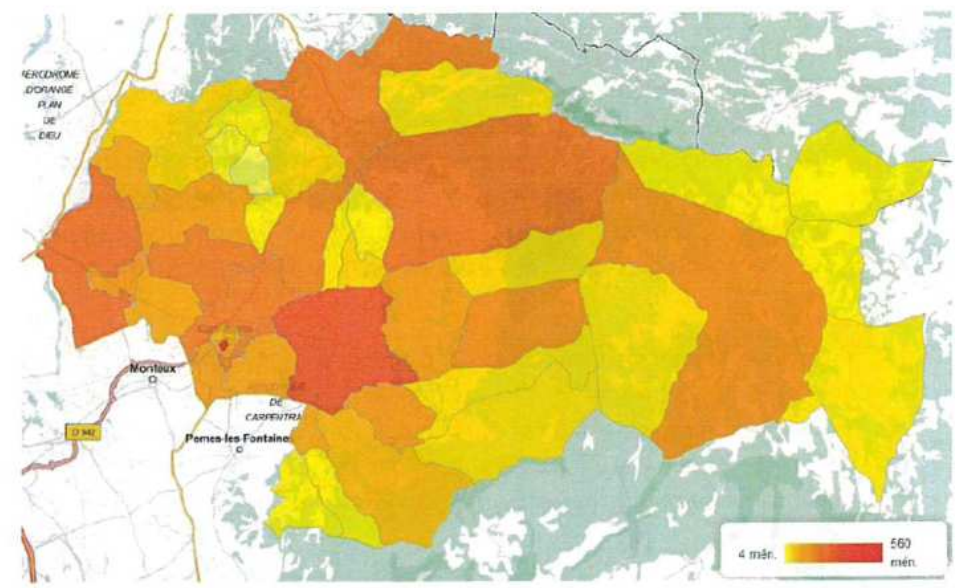 AERODROME
D'ORANGE
PLAN
DE
DIEU
Monteux
DE
CARPENTRA
D 942
Pernes-les Fontaine
4 mén.
560
mén.